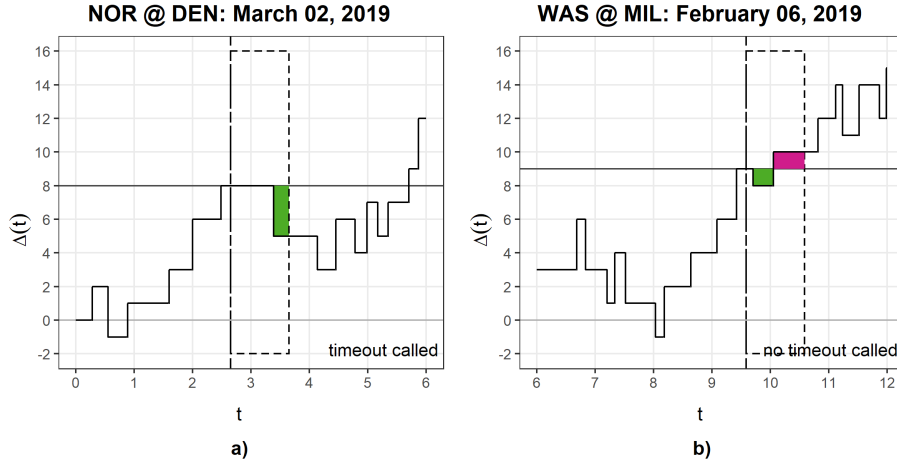 NOR @ DEN: March 02, 2019
16
14
12
10
8
6
4
2
0
-2
Δ(t)
timeout called
0 1 2 3 4 5 6
t
a)
WAS @ MIL: February 06, 2019
16
14
12
10
8
6
4
2
0
-2
Δ(t)
no timeout called
6 7 8 9 10 11 12
t
b)